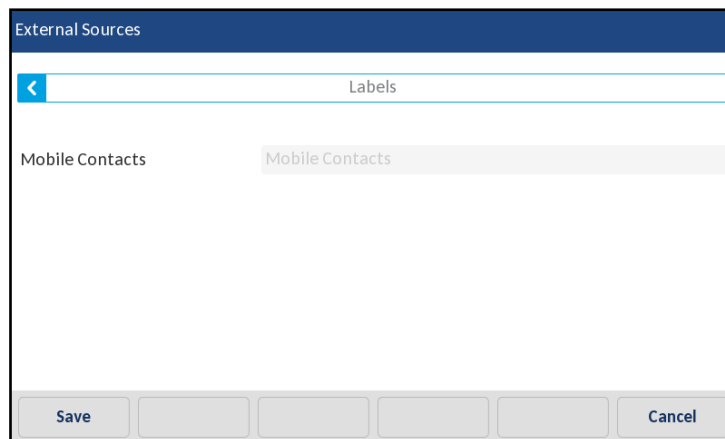 External Sources
Labels
Mobile Contacts Mobile Contacts
Save Cancel